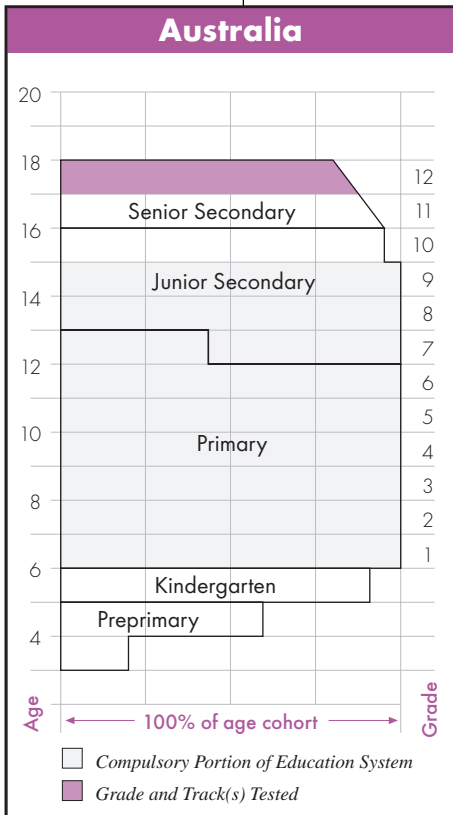 Australia
20
18
12
Senior Secondary
11
16
10
Junior Secondary
9
14
8
7
12
6
5
10
Primary
4
3
8
2
1
6
Kindergarten
Preprimary
4
Age
100% of age cohort
Grade
Compulsory Portion of Education System
Grade and Track(s) Tested